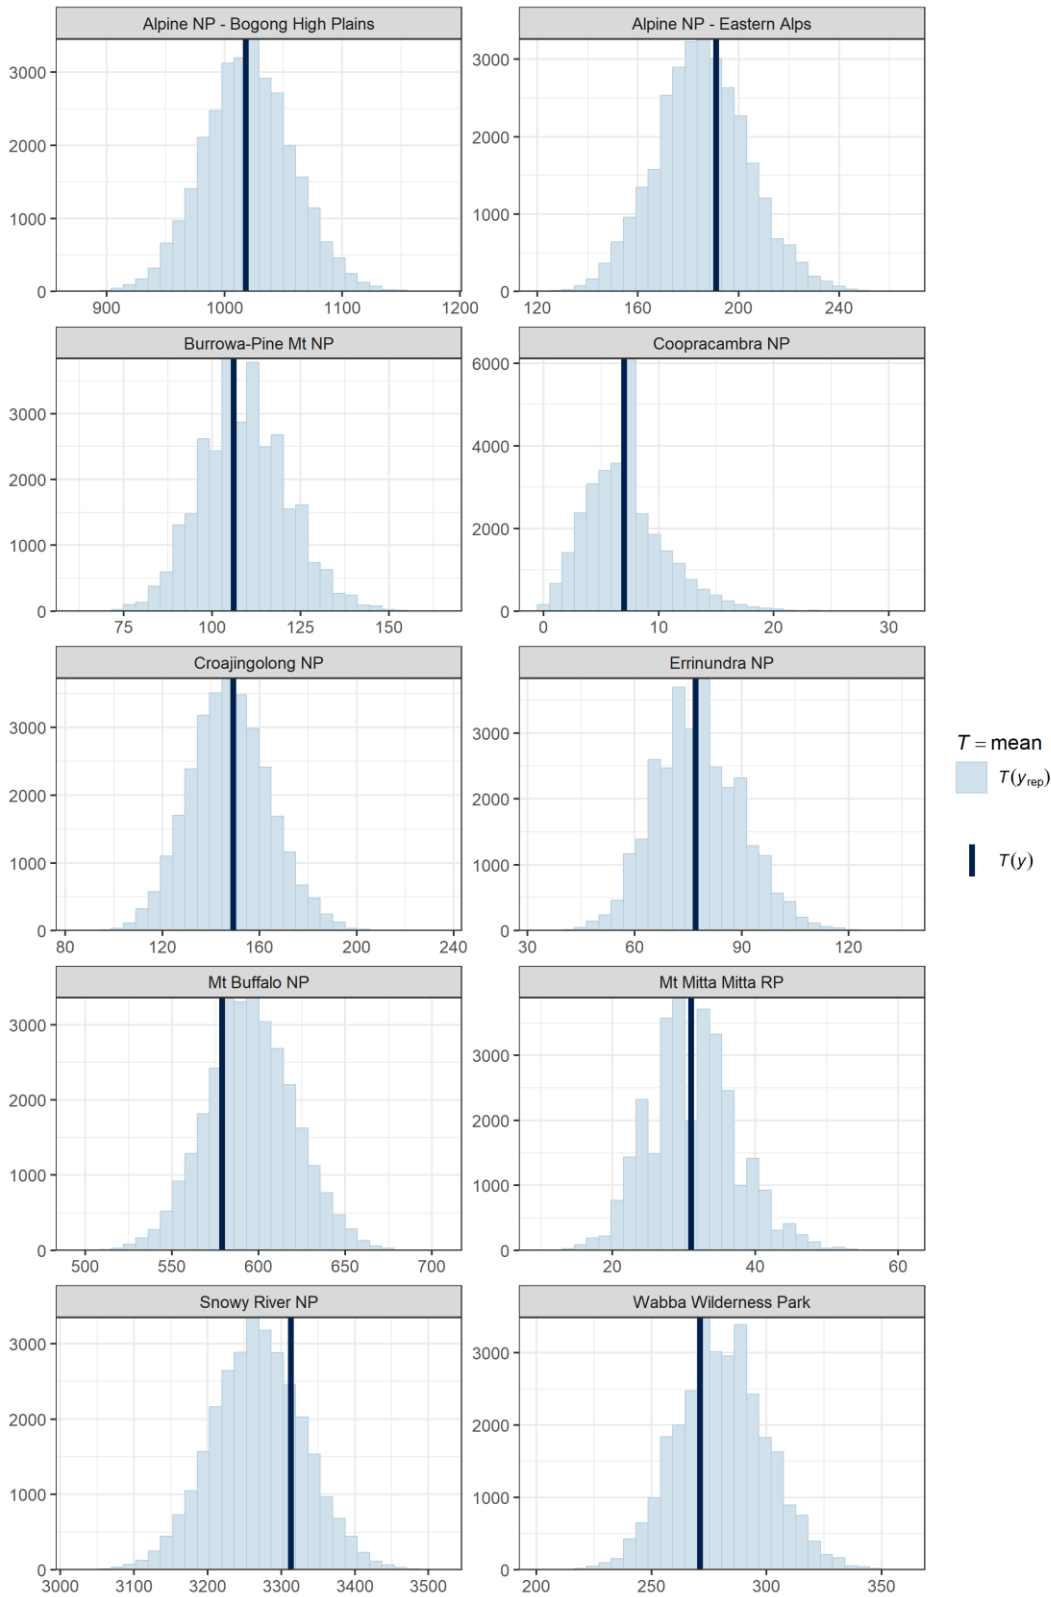 Alpine NP - Bogong High Plains
Alpine NP - Eastern Alps
3000
2000
1000
0
900 1000 1100 1200
3000
2000
1000
0
120 160 200 240
Burrowa-Pine Mt NP
Coopracambra NP
3000
2000
1000
0
75 100 125 150
6000
4000
2000
0
0 10 20 30
Croajingolong NP
Errinundra NP
3000
2000
1000
0
80 120 160 200 240
3000
2000
1000
0
30 60 90 120
T = mean
T(yrep)
T(y)
Mt Buffalo NP
Mt Mitta Mitta RP
3000
2000
1000
0
500 550 600 650 700
3000
2000
1000
0
20 40 60
Snowy River NP
Wabba Wilderness Park
3000
2000
1000
0
3000 3100 3200 3300 3400 3500
3000
2000
1000
0
200 250 300 350